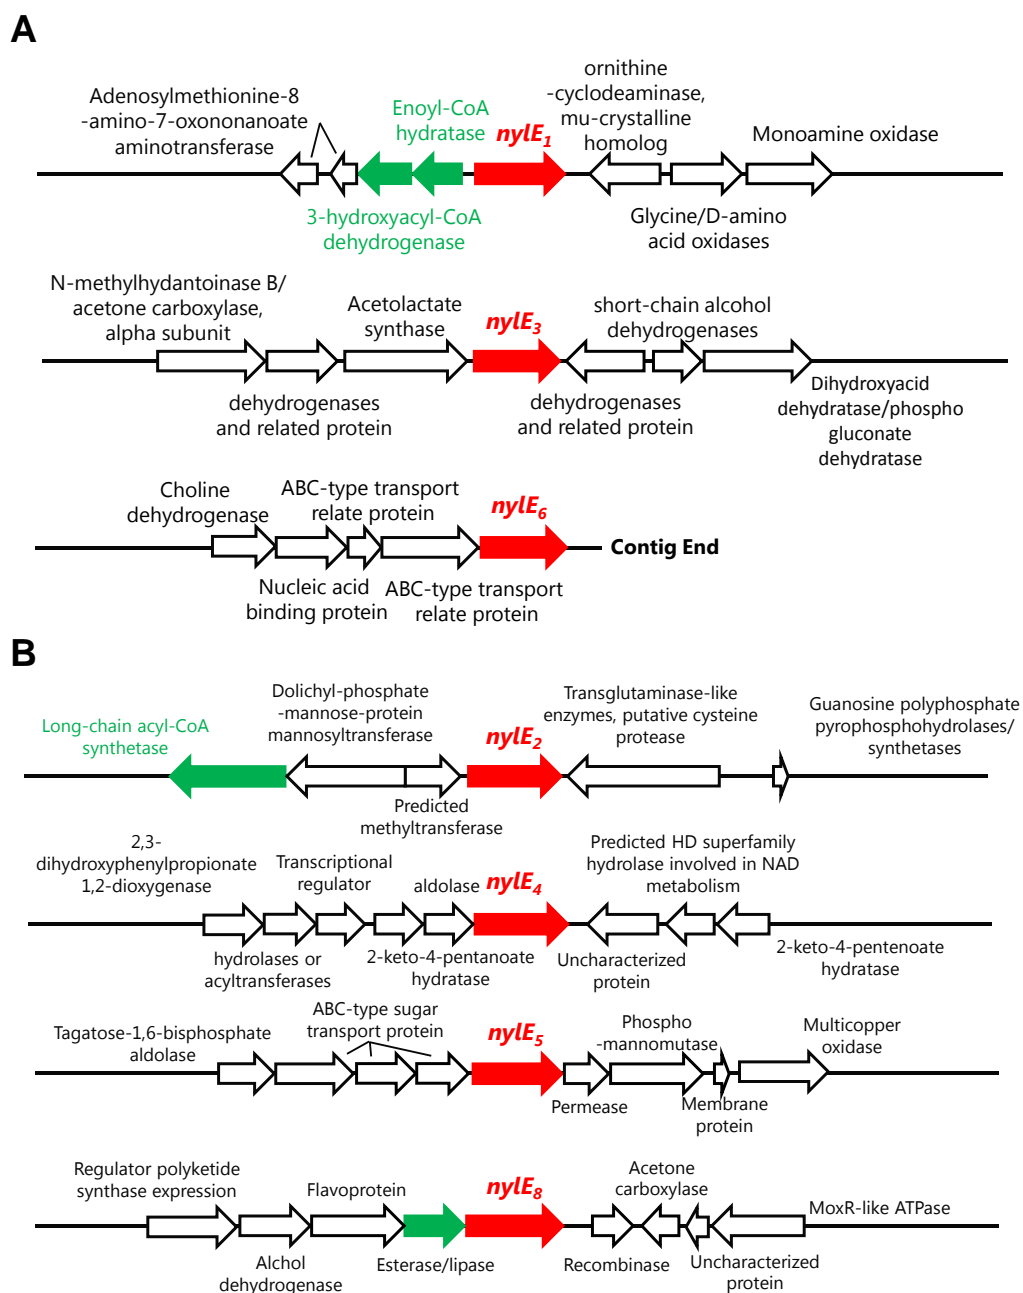 A
Adenosylmethionine-8
-amino-7-oxononanoate
aminotransferase
Enoyl-CoA
hydratase
nylE1
ornithine
-cyclodeaminase,
mu-crystalline
homolog
Monoamine oxidase
3-hydroxyacyl-CoA
dehydrogenase
Glycine/D-amino
acid oxidases
N-methylhydantoinase B/
acetone carboxylase,
alpha subunit
Acetolactate
synthase
nylE3
short-chain alcohol
dehydrogenases
dehydrogenases
and related protein
dehydrogenases
and related protein
Dihydroxyacid
dehydratase/phospho
gluconate
dehydratase
Choline
dehydrogenase
ABC-type transport
relate protein
nylE6
Contig End
Nucleic acid
binding protein
ABC-type transport
relate protein
B
Long-chain acyl-CoA
synthetase
Dolichyl-phosphate
-mannose-protein
mannosyltransferase
nylE2
Transglutaminase-like
enzymes, putative cysteine
protease
Guanosine polyphosphate
pyrophosphohydrolases/
synthetases
Predicted
methyltransferase
2,3-
dihydroxyphenylpropionate
1,2-dioxygenase
Transcriptional
regulator
aldolase
nylE4
Predicted HD superfamily
hydrolase involved in NAD
metabolism
hydrolases or
acyltransferases
2-keto-4-pentanoate
hydratase
Uncharacterized
protein
2-keto-4-pentenoate
hydratase
Tagatose-1,6-bisphosphate
aldolase
ABC-type sugar
transport protein
nylE5
Phospho
-mannomutase
Multicopper
oxidase
Permease
Membrane
protein
Regulator polyketide
synthase expression
Flavoprotein
nylE8
Acetone
carboxylase
MoxR-like ATPase
Alchol
dehydrogenase
Esterase/lipase
Recombinase
Uncharacterized
protein